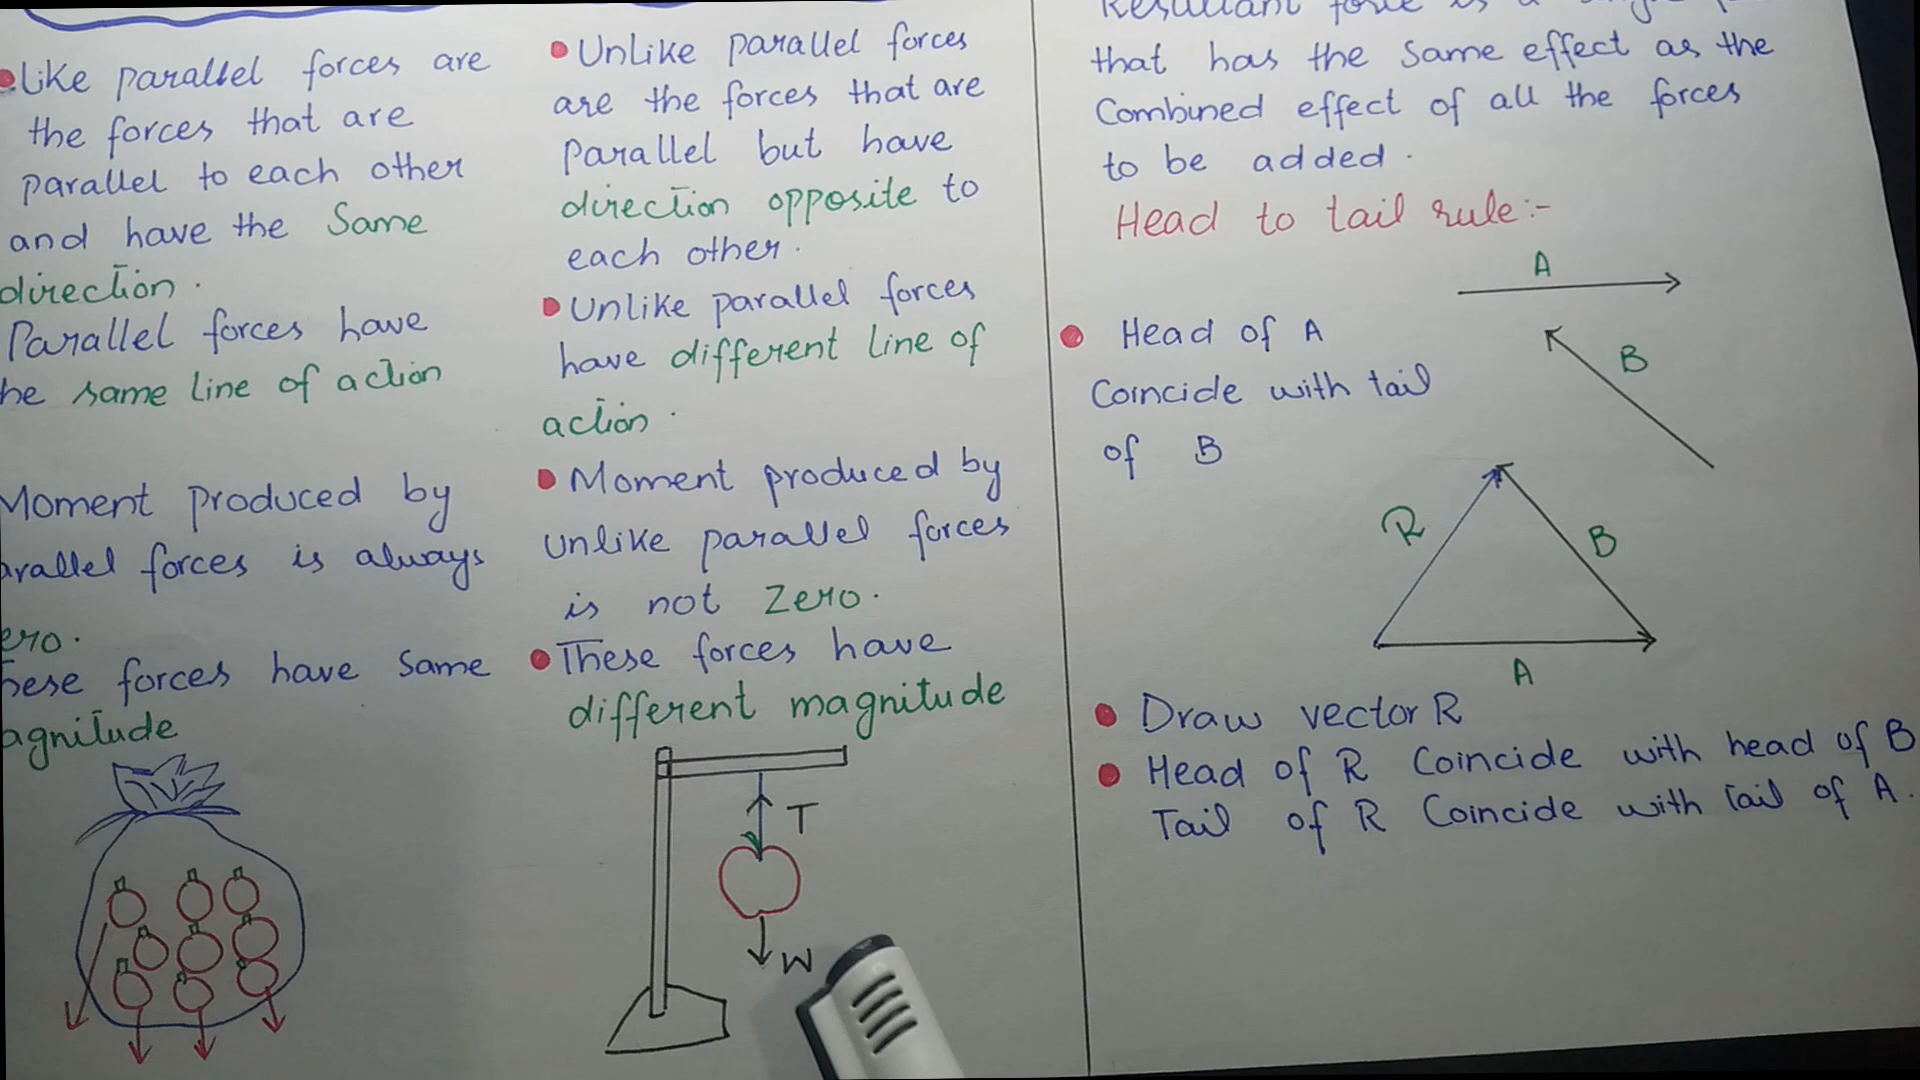 Like parallel forces are
the forces that are
parallel to each other
and have the Same
direction.
Parallel forces have
he same line of action
Moment produced by
arallel forces is always
ero.
hese forces have same
agnitude
Unlike parallel forces
are the forces that are
parallel but have
direction opposite to
each other.
Unlike parallel forces
have different line of
action.
Moment produced by
unlike parallel forces
is not Zero.
These forces have
different magnitude
T
W
Resultant force is a
that has the same effect as the
Combined effect of all the forces
to be added.
Head to tail rule:-
A
Head of A
Coincide with tail
of B
B
R
B
A
Draw vector R
Head of R Coincide with head of B
Tail of R Coincide with Tail of A.